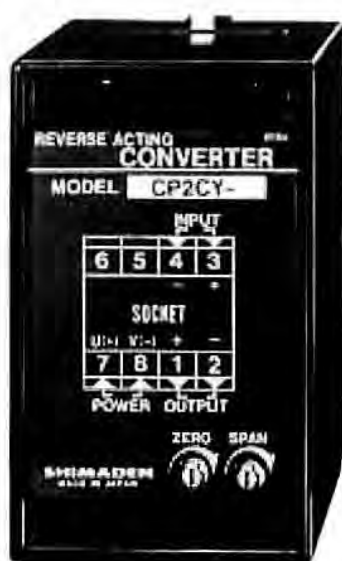 REVERSE ACTING
CONVERTER
MODEL CP2CY-
INPUT
6 5 4 3
- +
SOCKET
U(+) V(-) + -
7 8 1 2
POWER OUTPUT
ZERO SPAN
SHIMADEN
MADE IN JAPAN